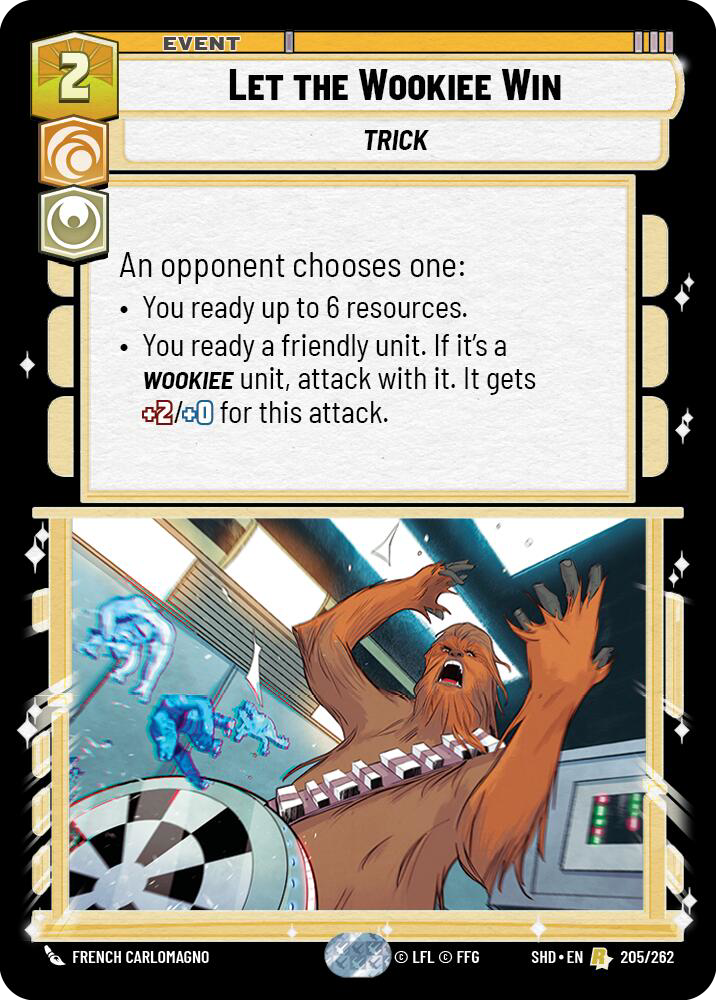 EVENT
2
LET THE WOOKIEE WIN
TRICK
An opponent chooses one:
• You ready up to 6 resources.
• You ready a friendly unit. If it's a
WOOKIEE unit, attack with it. It gets
+2/+0 for this attack.
FRENCH CARLOMAGNO
© LFL © FFG
SHD • EN R 205/262